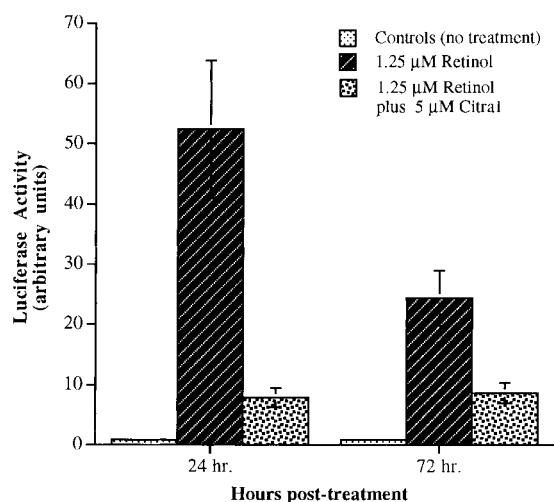 70
60
50
40
30
20
10
0
Luciferase Activity
(arbitrary units)
Controls (no treatment)
1.25 µM Retinol
1.25 µM Retinol
plus 5 µM Citral
24 hr.
72 hr.
Hours post-treatment